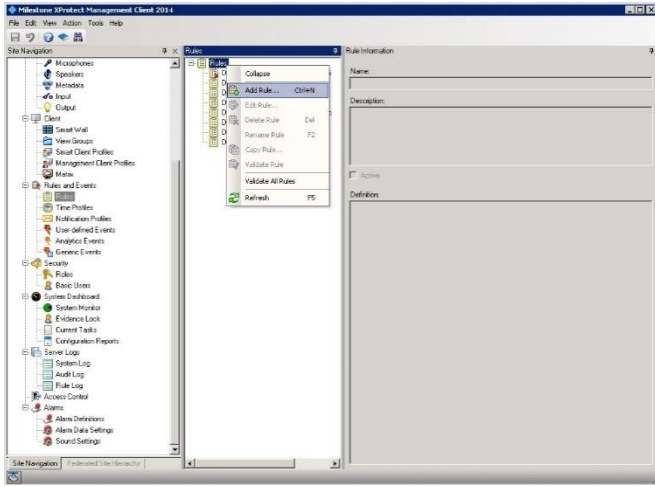 Milestone XProtect Management Client 2014
File Edit View Action Tools Help
Site Navigation
Microphones
Speakers
Metadata
Input
Output
Client
Smart Wall
View Groups
Smart Client Profiles
Management Client Profiles
Matrix
Rules and Events
Rules
Time Profiles
Notification Profiles
User-defined Events
Analytics Events
Generic Events
Security
Roles
Basic Users
System Dashboard
System Monitor
Evidence Lock
Current Tasks
Configuration Reports
Server Logs
System Log
Audit Log
Rule Log
Access Control
Alarms
Alarm Definitions
Alarm Data Settings
Sound Settings
Site Navigation Federated Site Hierarchy
Rules
Rules
D
D
D
D
D
D
D
Collapse
Add Rule... Ctrl+N
Edit Rule...
Delete Rule Del
Rename Rule F2
Copy Rule...
Validate Rule
Validate All Rules
Refresh F5
Rule Information
Name:
Description:
Active
Definition: